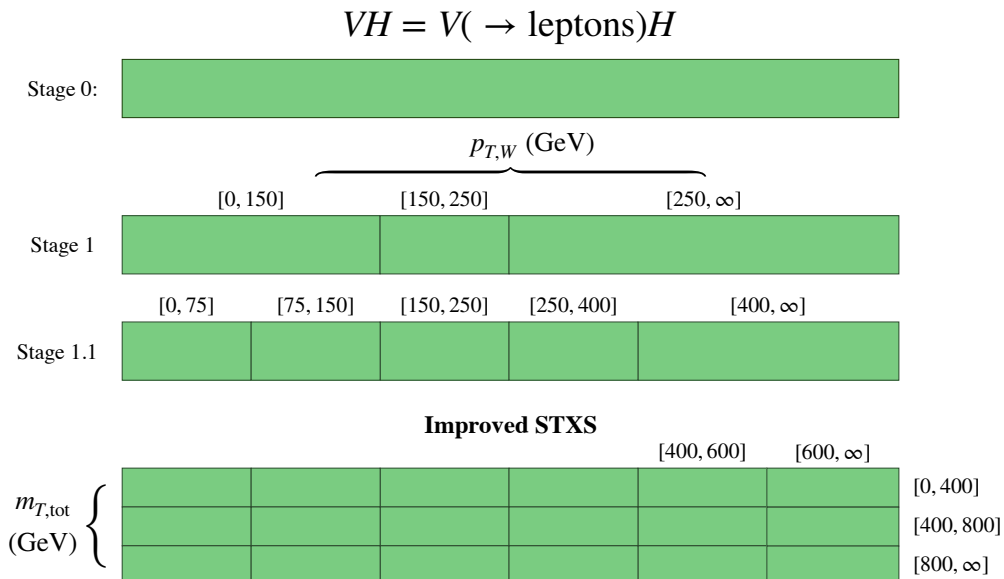 VH = V( → leptons)H
Stage 0:
p_{T,W} (GeV)
[0, 150] [150, 250] [250, ∞]
Stage 1
[0, 75] [75, 150] [150, 250] [250, 400] [400, ∞]
Stage 1.1
Improved STXS
[400, 600] [600, ∞]
m_{T,tot}
(GeV)
[0, 400]
[400, 800]
[800, ∞]